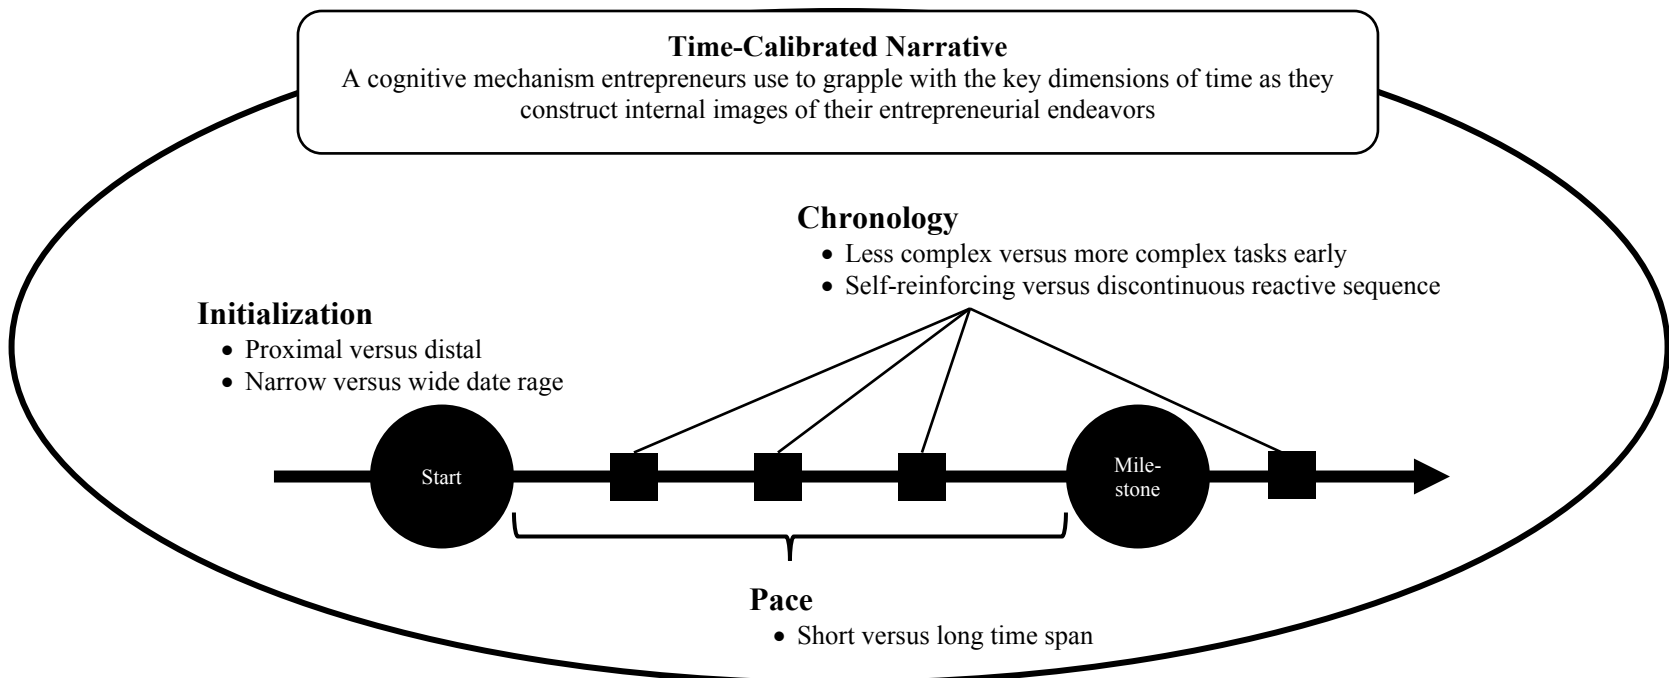 Time-Calibrated Narrative
A cognitive mechanism entrepreneurs use to grapple with the key dimensions of time as they
construct internal images of their entrepreneurial endeavors
Chronology
• Less complex versus more complex tasks early
• Self-reinforcing versus discontinuous reactive sequence
Initialization
• Proximal versus distal
• Narrow versus wide date rage
Start
Mile-
stone
Pace
• Short versus long time span